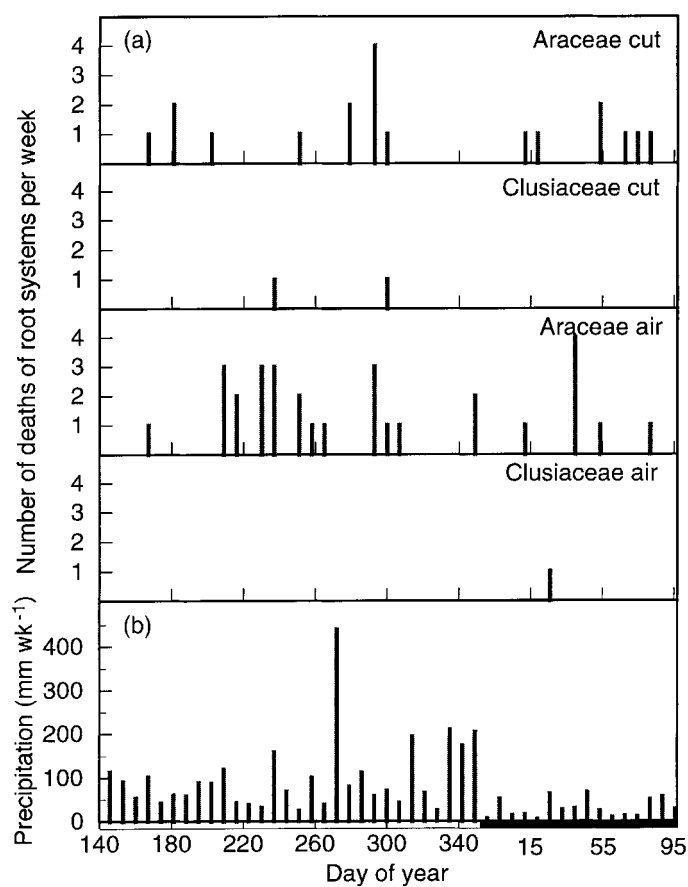 (a)
Araceae cut
4
3
2
1
Clusiaceae cut
4
3
2
1
Araceae air
4
3
2
1
Clusiaceae air
4
3
2
1
Number of deaths of root systems per week
(b)
400
300
200
100
0
Precipitation (mm wk⁻¹)
140 180 220 260 300 340 15 55 95
Day of year